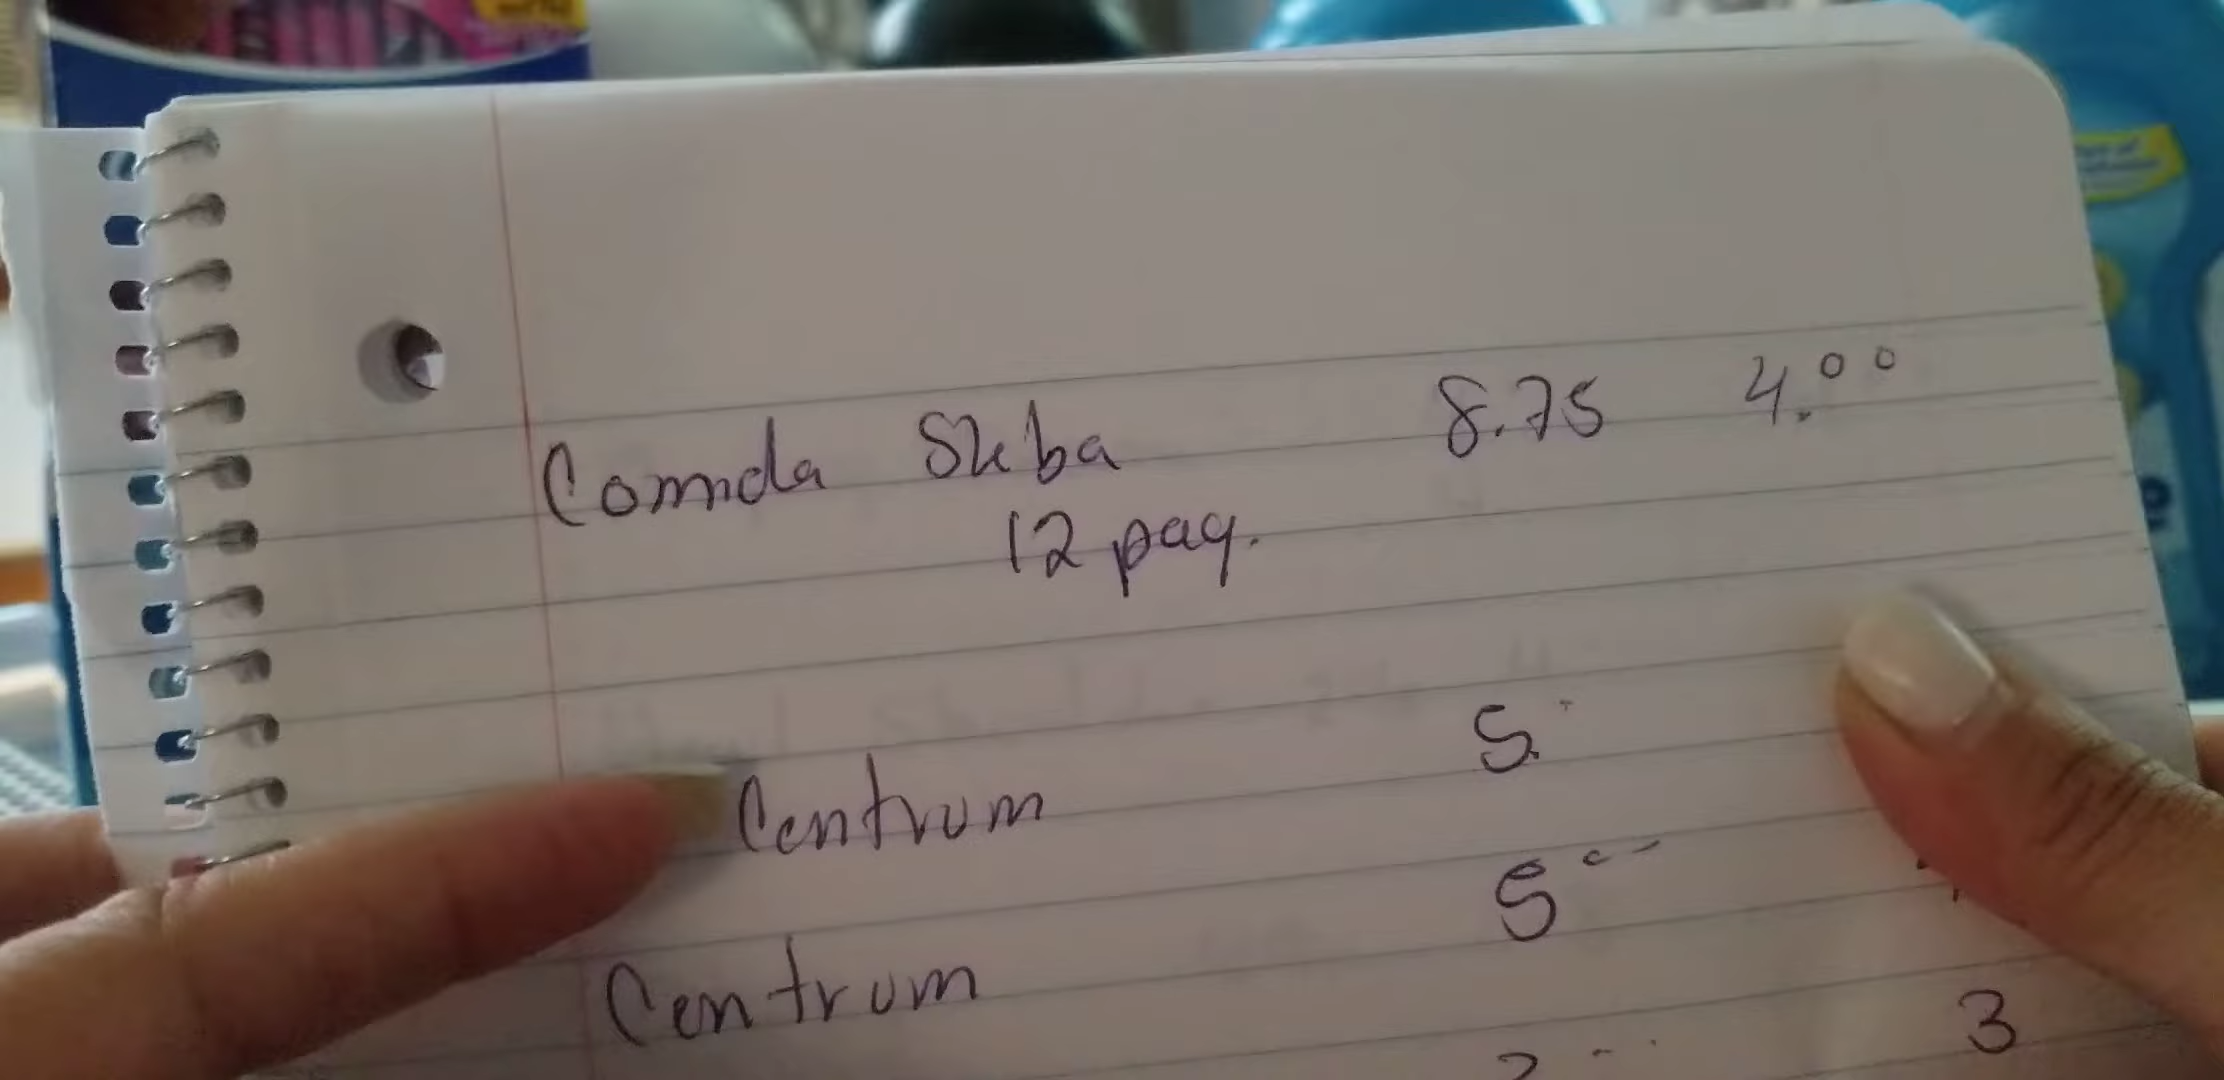 Comida Sheba 8.75 4.00
12 paq.
Centrum 5.
Centrum 5
3